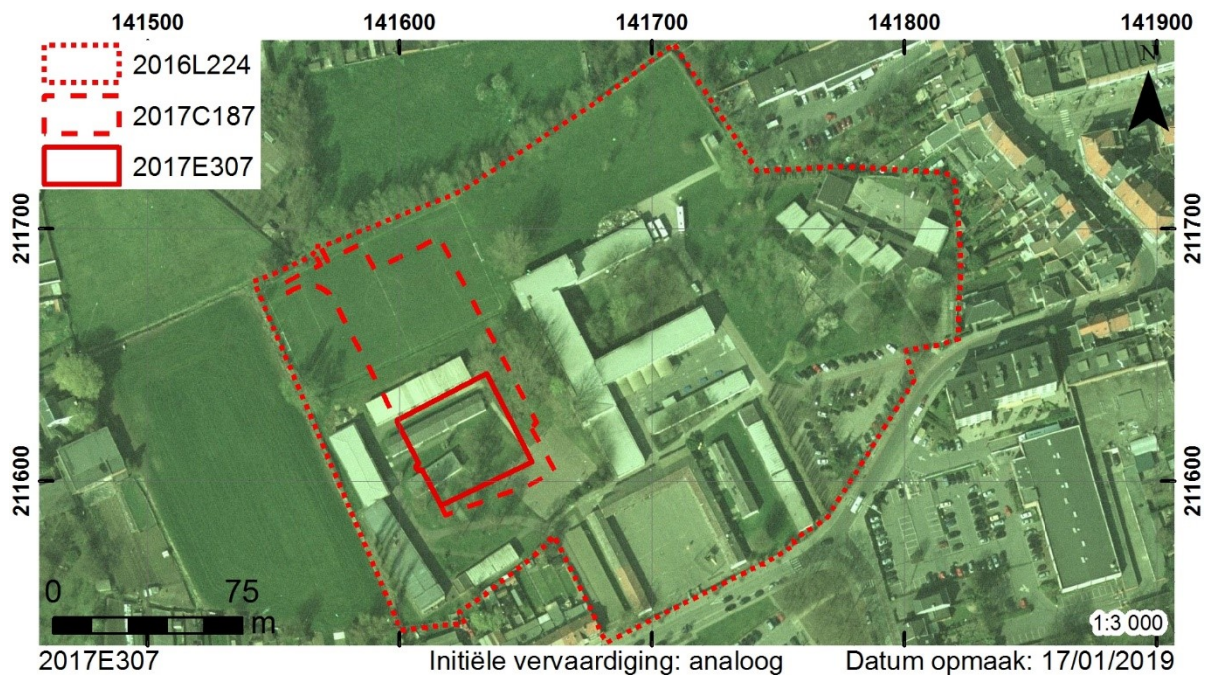 141500 141600 141700 141800 141900
2016L224
2017C187
2017E307
N
211700 211700
211600 211600
0 75
m
1:3 000
2017E307 Initiële vervaardiging: analoog Datum opmaak: 17/01/2019